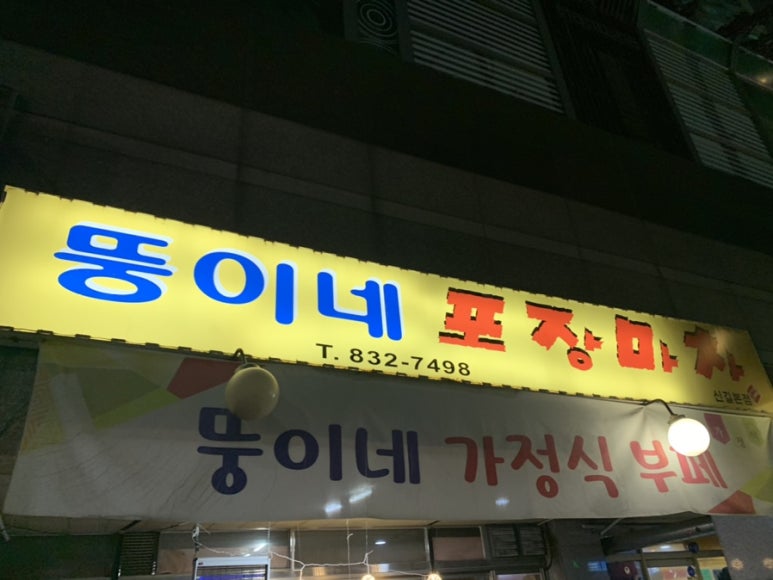 뚱이네 포장마차
T. 832-7498
신길본점
뚱이네 가정식 부페